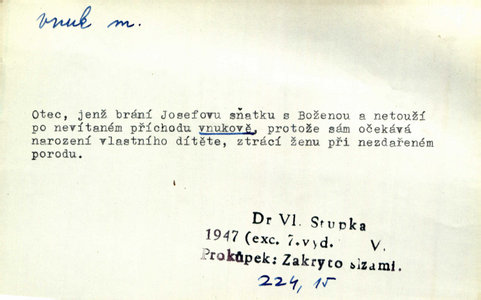 vnuk m.
Otec, jenž brání Josefovu sňatku s Boženou a netouží
po nevítaném příchodu vnukově, protože sám očekává
narození vlastního dítěte, ztrácí ženu při nezdařeném
porodu.
Dr Vl. Stupka
1947 (exc. 7.vyd. V.
Prokůpek: Zakryto slzami.
224, 15